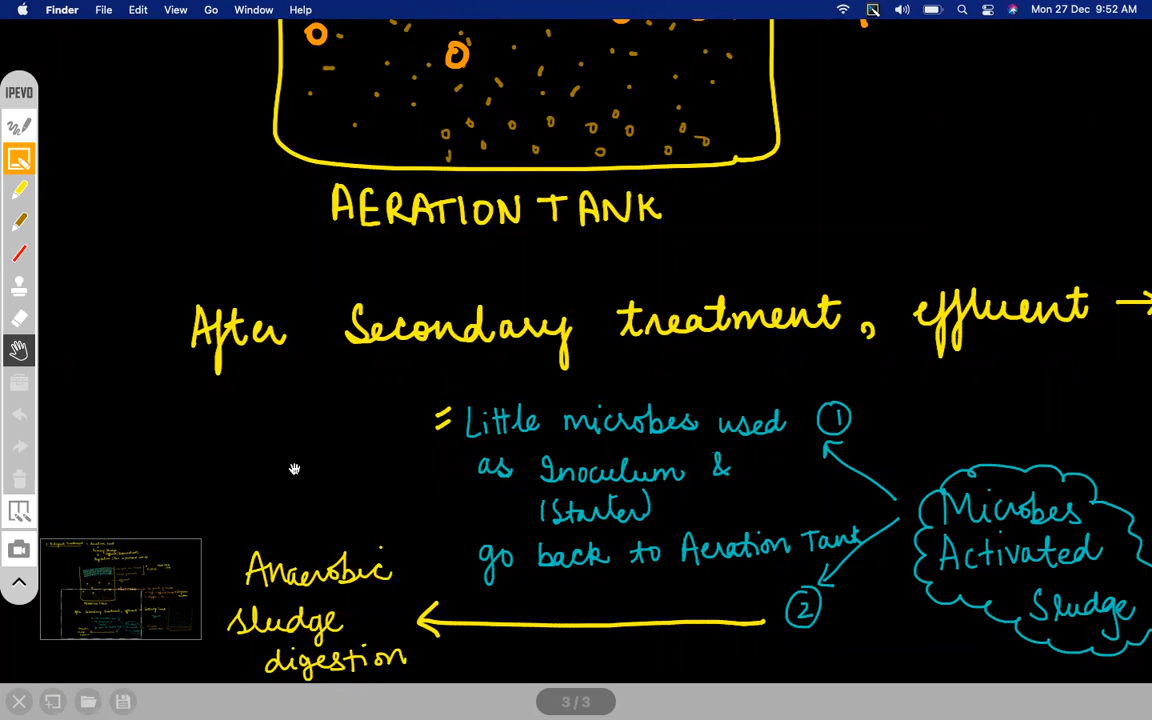 Finder File Edit View Go Window Help Mon 27 Dec 9:52 AM
IPEVO
AERATION TANK
After Secondary treatment, effluent →
= Little microbes used ①
as Inoculum &
(Starter)
go back to Aeration Tank
Microbes
Activated
Sludge
②
Anaerobic
sludge
digestion
3/3